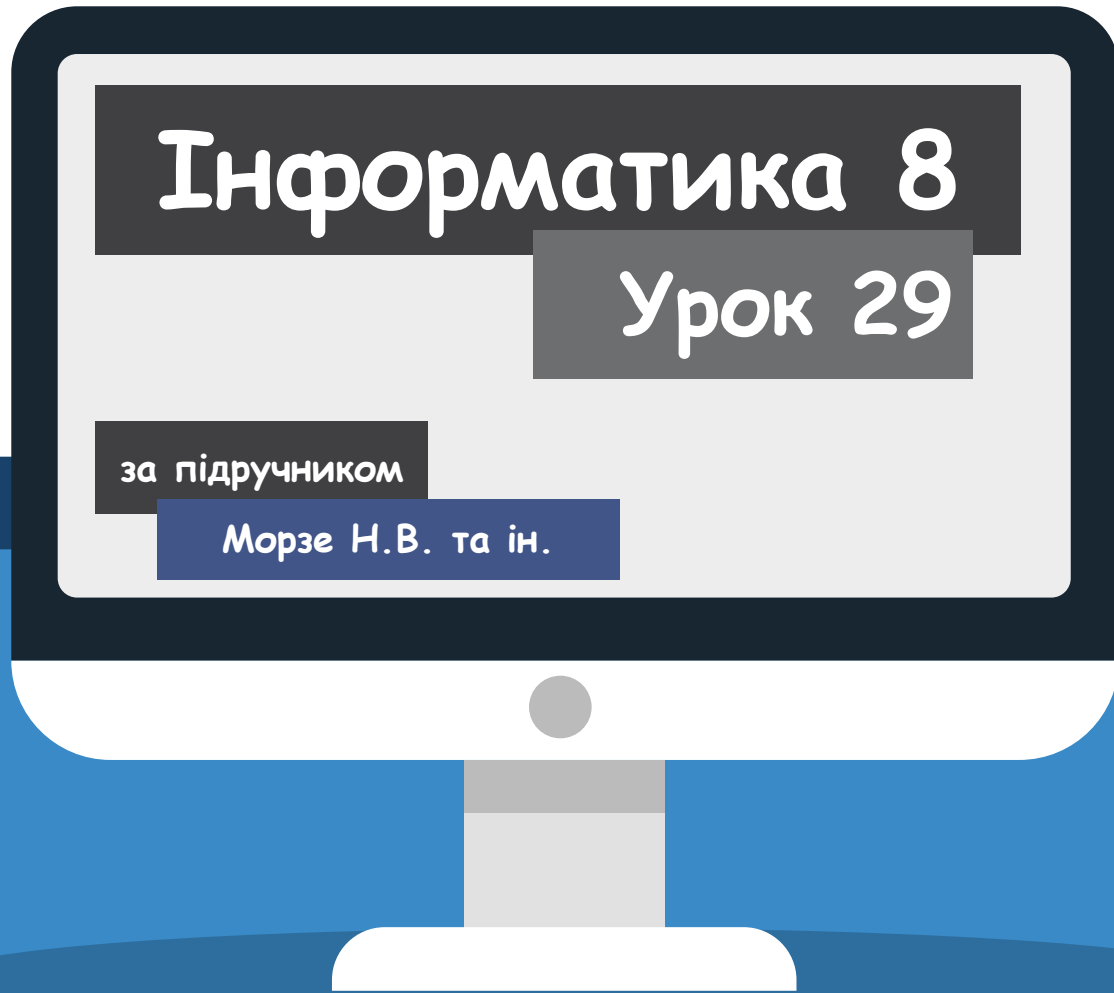 Інформатика 8
Урок 29
за підручником
Морзе Н.В. та ін.